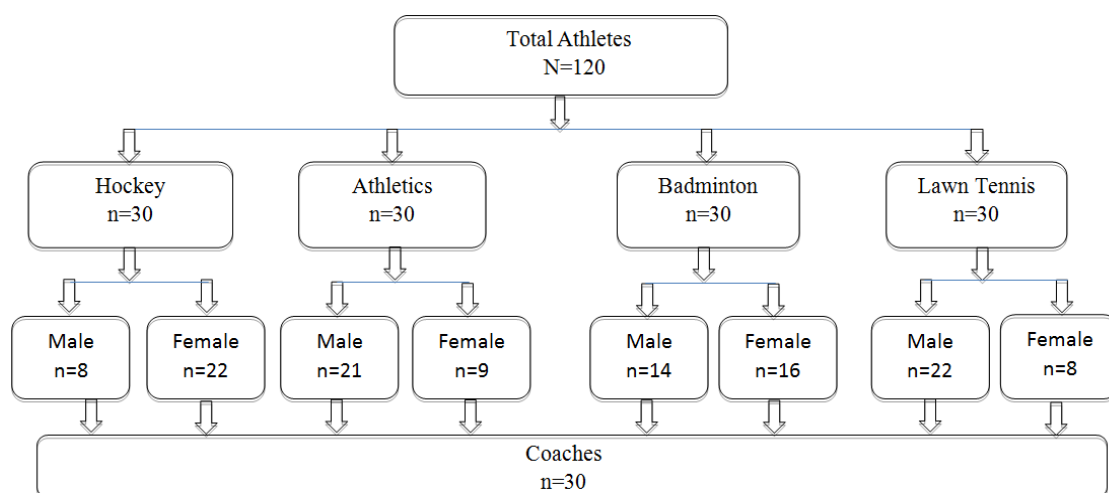 Total Athletes
N=120
Hockey
n=30
Athletics
n=30
Badminton
n=30
Lawn Tennis
n=30
Male
n=8
Female
n=22
Male
n=21
Female
n=9
Male
n=14
Female
n=16
Male
n=22
Female
n=8
Coaches
n=30